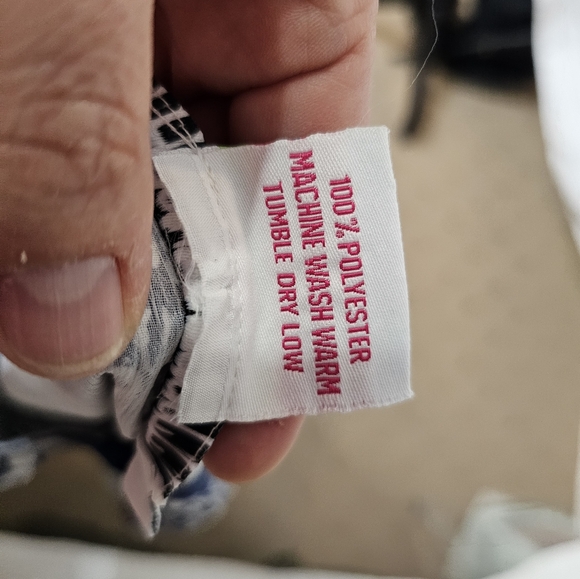 100% POLYESTER
MACHINE WASH WARM
TUMBLE DRY LOW